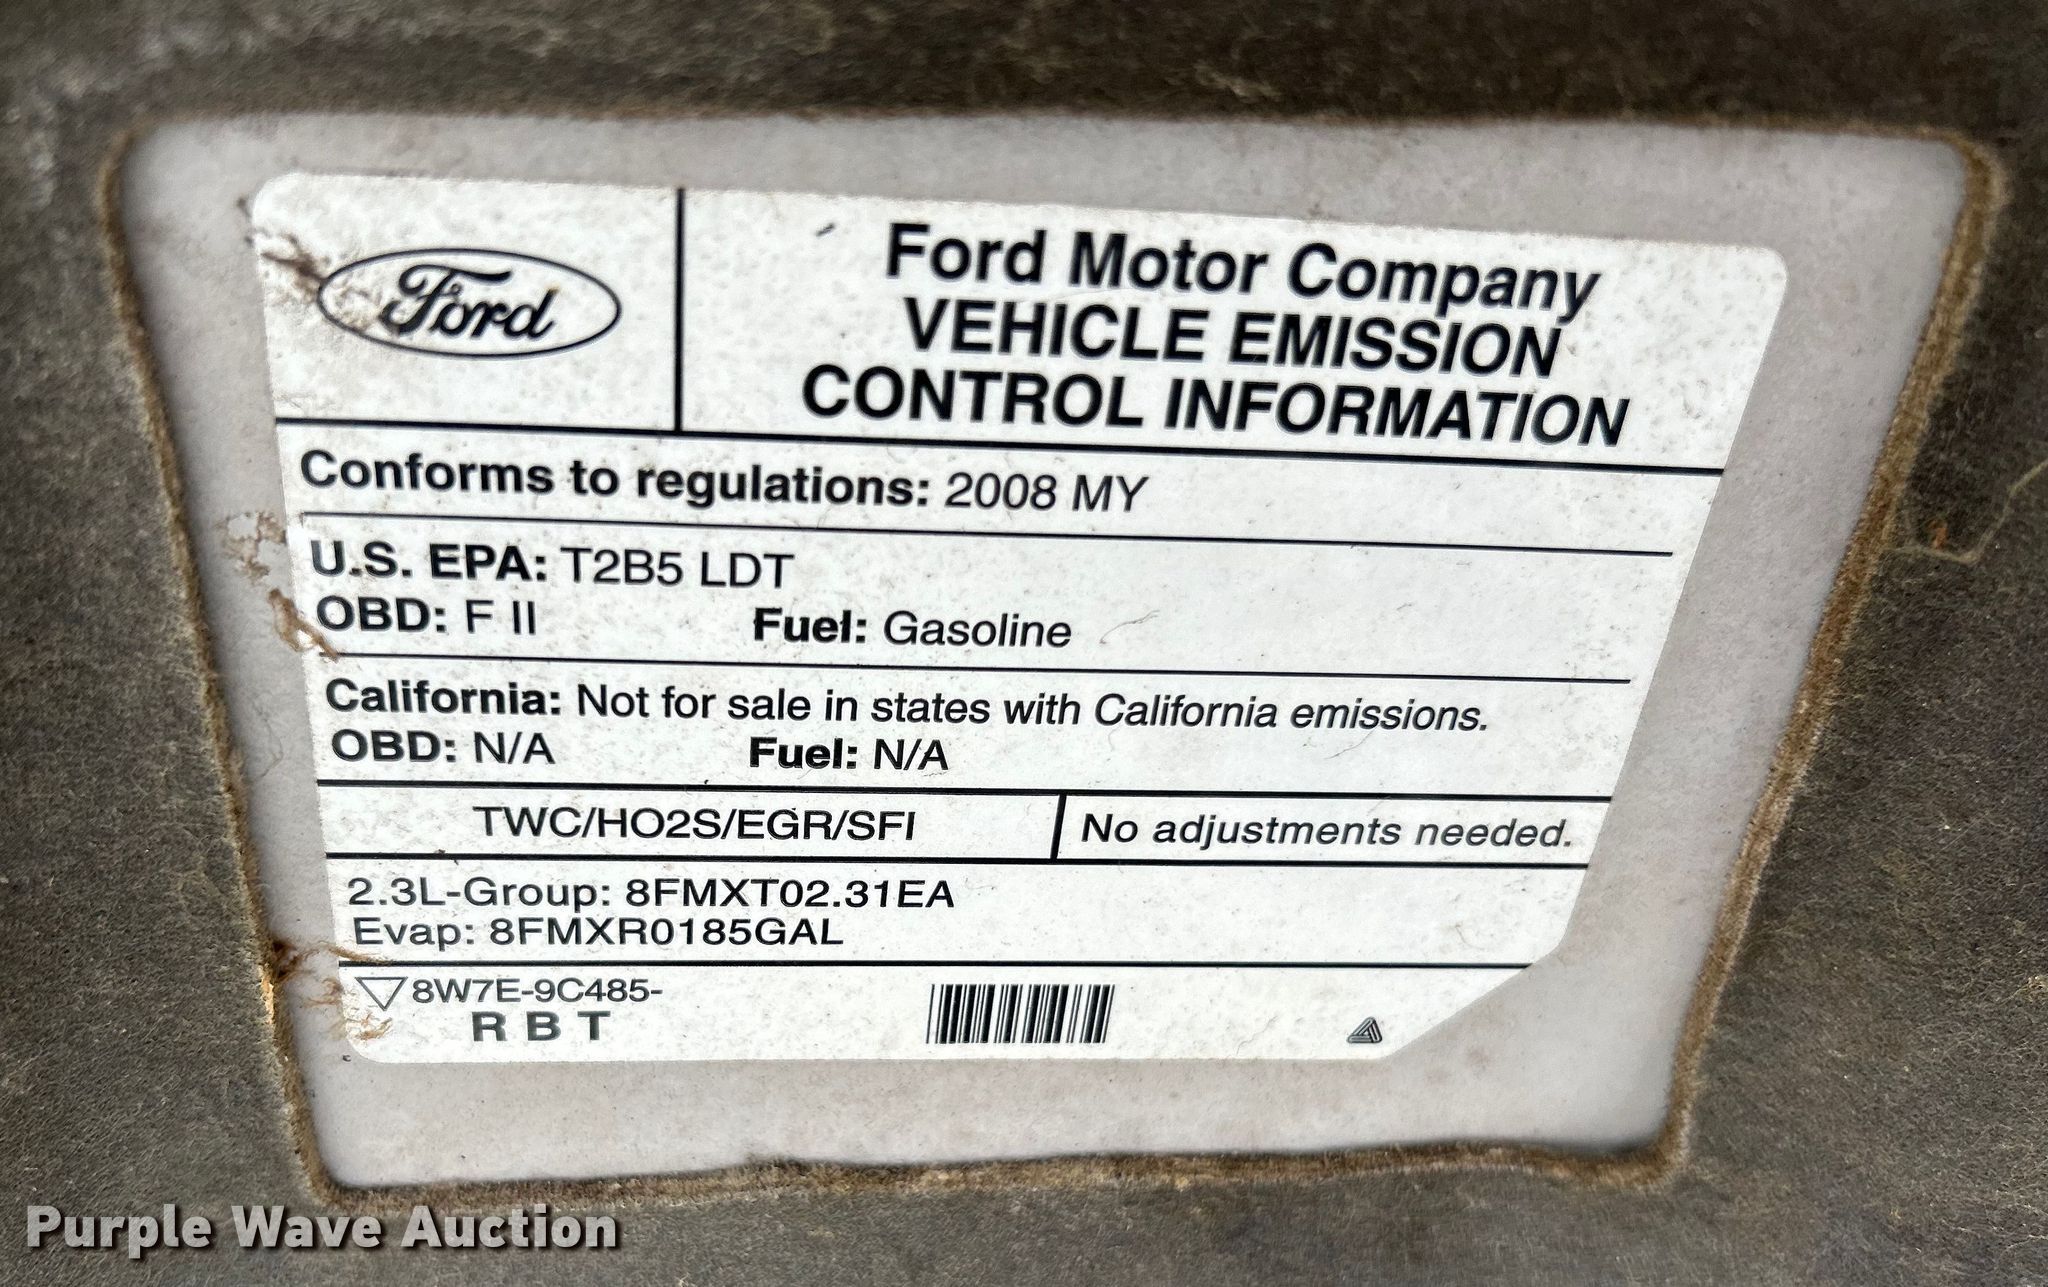 Ford
Ford Motor Company
VEHICLE EMISSION
CONTROL INFORMATION
Conforms to regulations: 2008 MY
U.S. EPA: T2B5 LDT
OBD: F II Fuel: Gasoline
California: Not for sale in states with California emissions.
OBD: N/A Fuel: N/A
TWC/HO2S/EGR/SFI No adjustments needed.
2.3L-Group: 8FMXT02.31EA
Evap: 8FMXR0185GAL
8W7E-9C485-
R B T
Purple Wave Auction